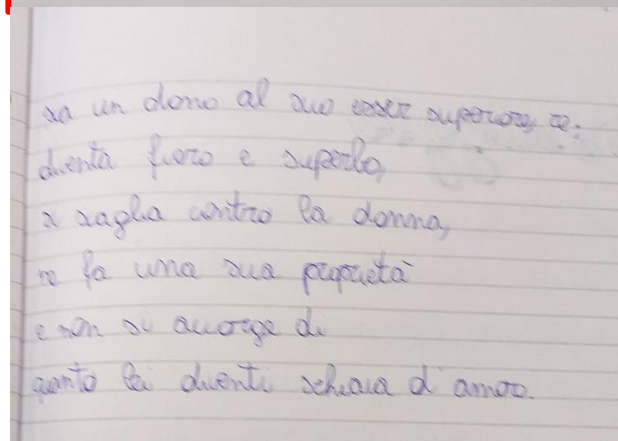 sa un dono al suo esser superiore, se:
diventa fiero e superbo,
si scaglia contro la donna,
ne fa una sua proprietà
e non si accorge di
quanto lei diventi schiava d'amore.